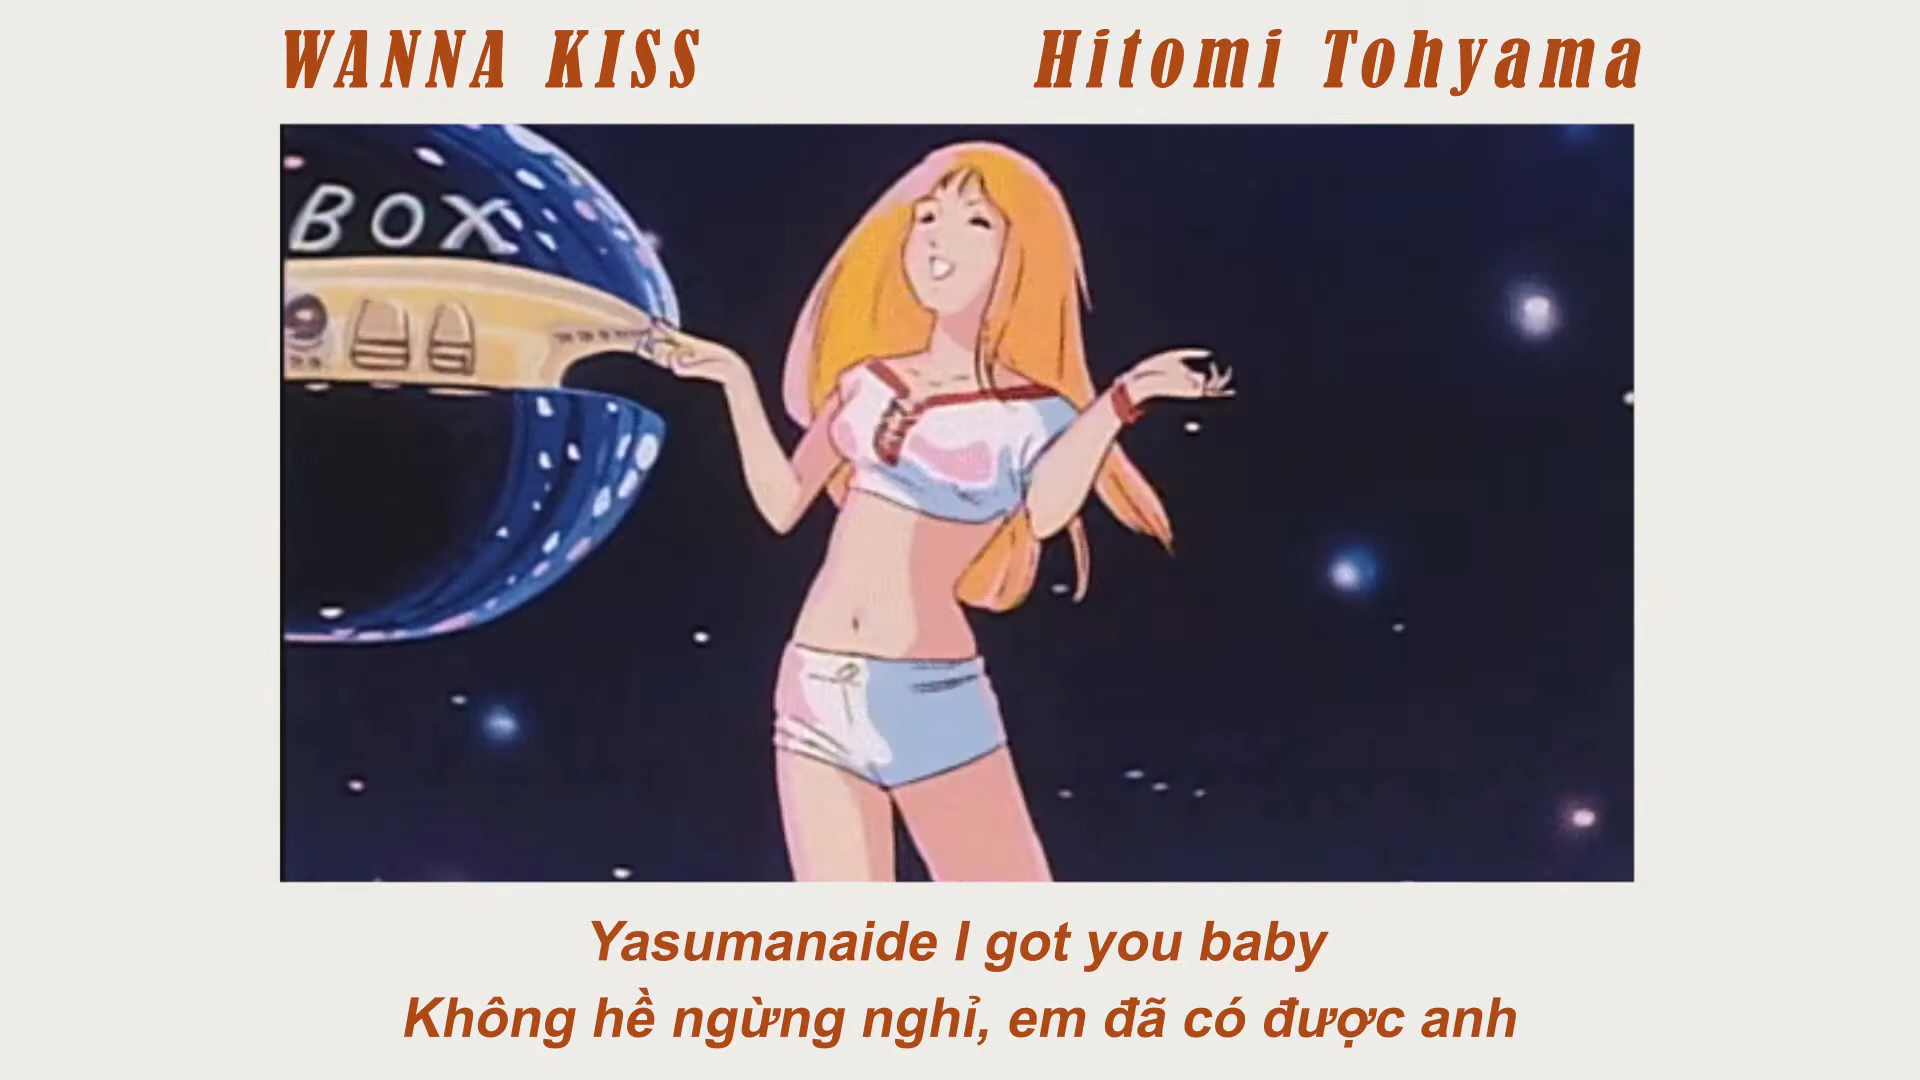 WANNA KISS
Hitomi Tohyama
BOX
Yasumanaide I got you baby
Không hề ngừng nghỉ, em đã có được anh